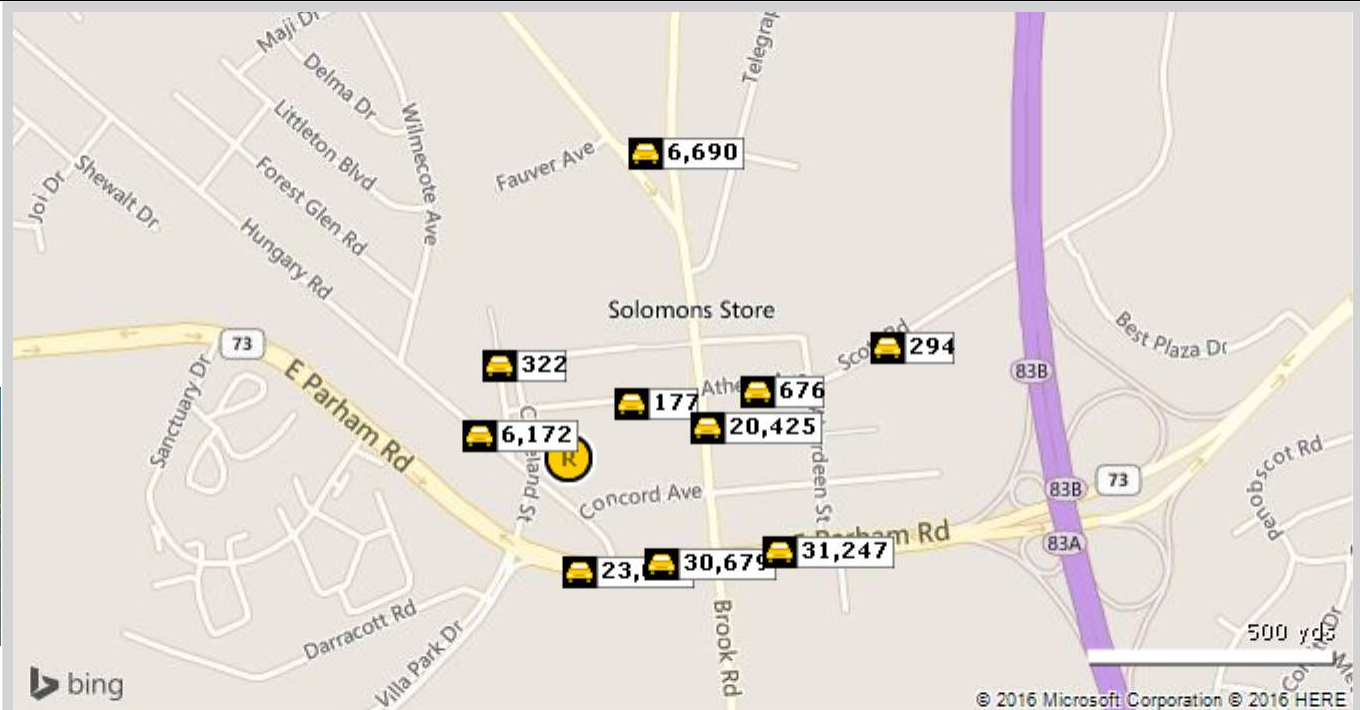 Maji Dr
Delma Dr
Littleton Blvd
Wilmecote Ave
Forest Glen Rd
Shewalt Dr
Joi Dr
Hungary Rd
Fauver Ave
6,690
Solomons Store
73
Sanctuary Dr
E Parham Rd
322
294
Best Plaza Dr
83B
177
676
20,425
6,172
R
Concord Ave
83B
73
Penobscot Rd
83A
E Parham Rd
23,
30,679
31,247
Brook Rd
Darracott Rd
Villa Park Dr
500 yds
bing
© 2016 Microsoft Corporation © 2016 HERE